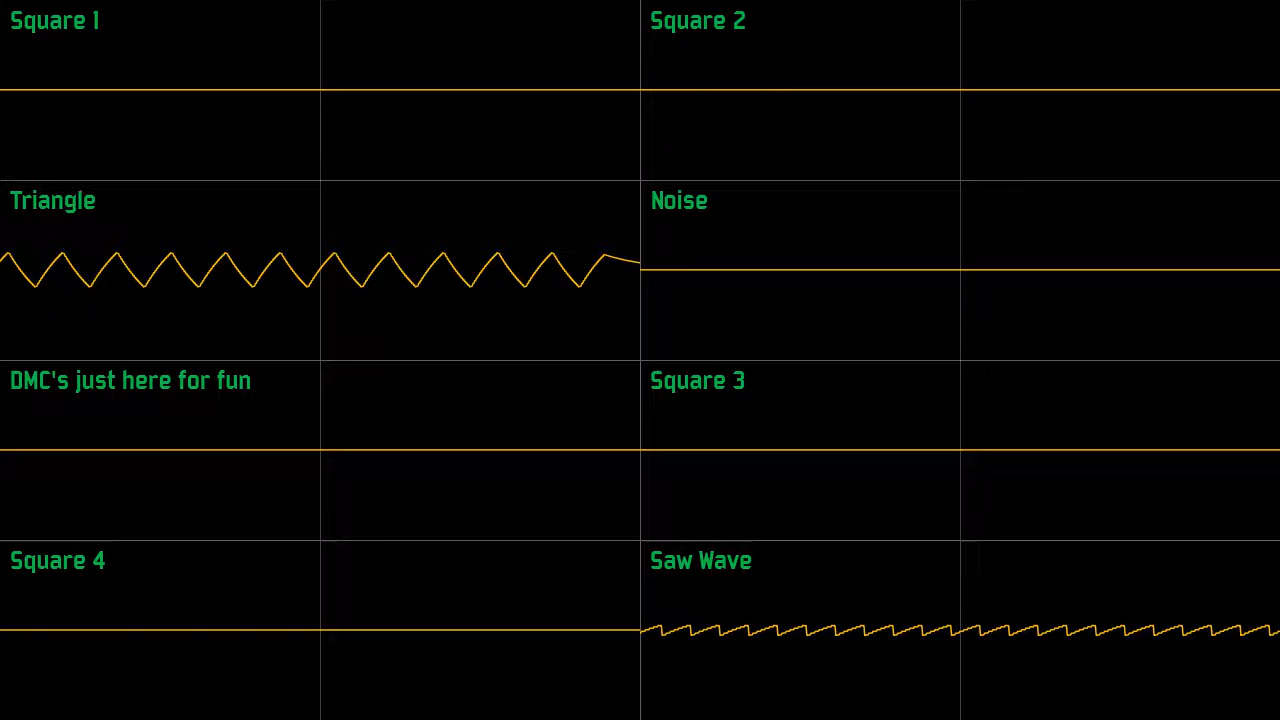 Square 1
Square 2
Triangle
Noise
DMC's just here for fun
Square 3
Square 4
Saw Wave